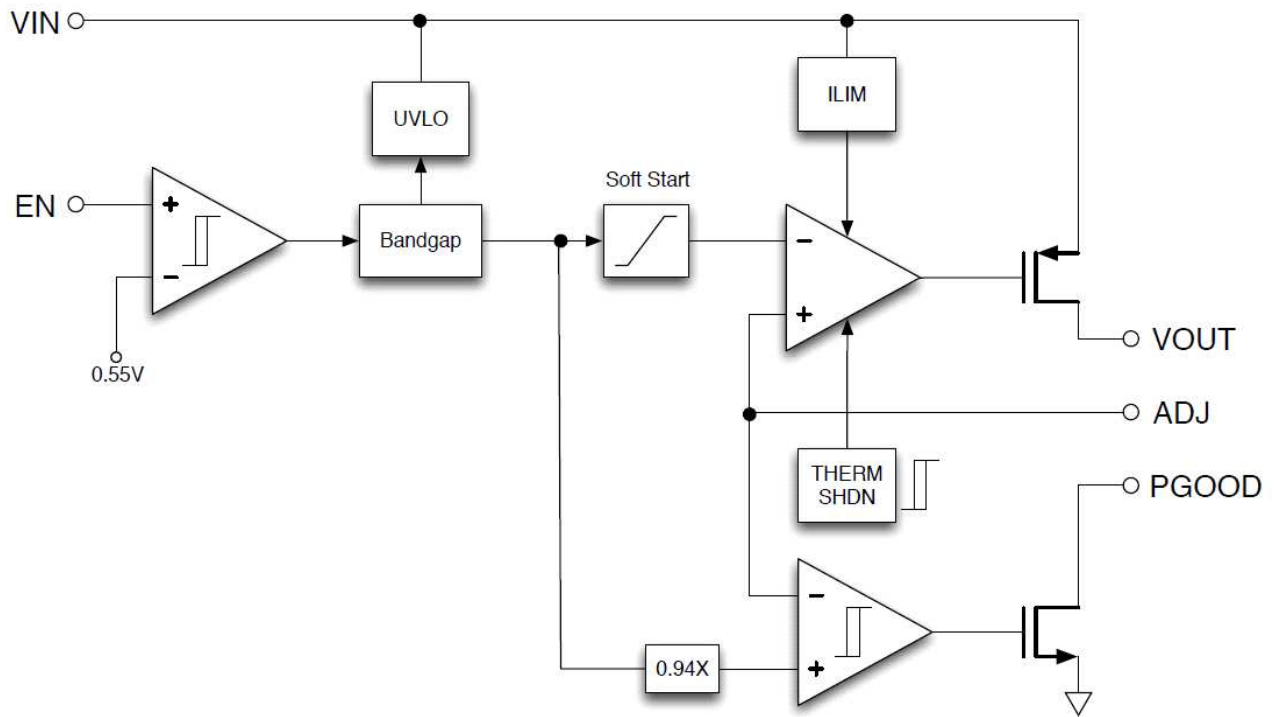 VIN
UVLO
ILIM
EN
+
−
0.55V
Bandgap
Soft Start
−
+
VOUT
ADJ
THERM
SHDN
PGOOD
−
+
0.94X